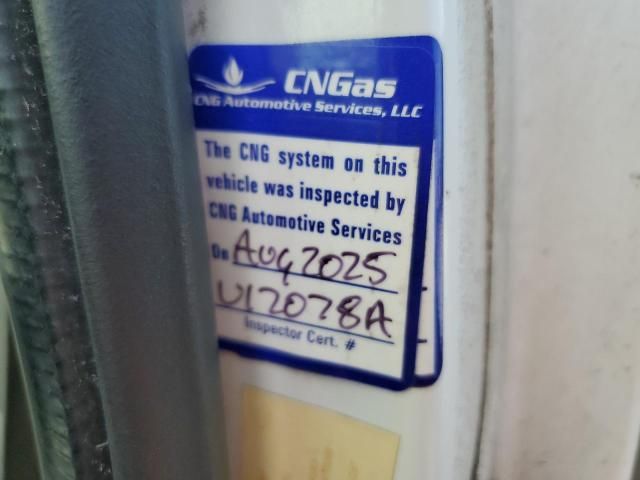 CNGas
CNG Automotive Services, LLC
The CNG system on this
vehicle was inspected by
CNG Automotive Services
On Aug 2025
U12078A
Inspector Cert. #